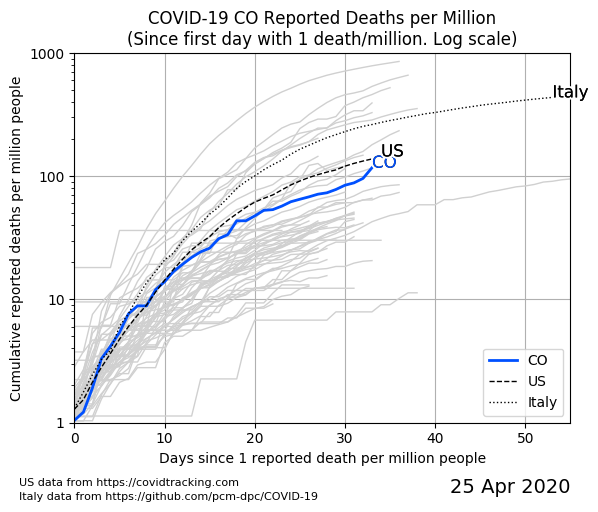 COVID-19 CO Reported Deaths per Million
(Since first day with 1 death/million. Log scale)
Cumulative reported deaths per million people
1000
100
10
1
Italy
US
CO
CO
US
Italy
0
10
20
30
40
50
Days since 1 reported death per million people
US data from https://covidtracking.com
Italy data from https://github.com/pcm-dpc/COVID-19
25 Apr 2020